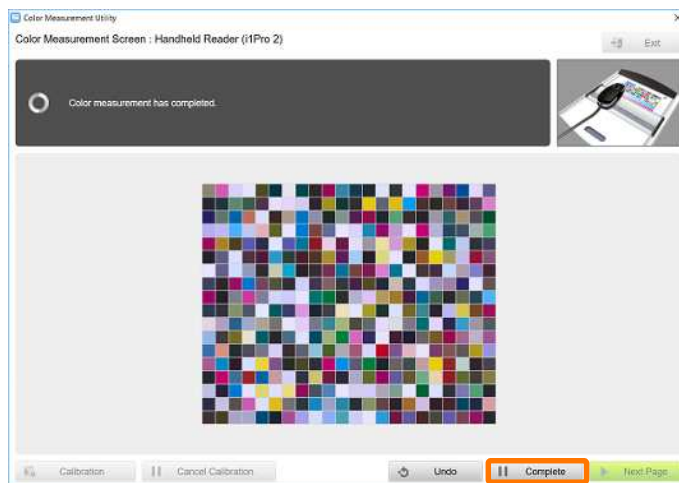 Color Measurement Utility
Color Measurement Screen : Handheld Reader (i1Pro 2)
Exit
Color measurement has completed.
Calibration
Cancel Calibration
Undo
Complete
Next Page